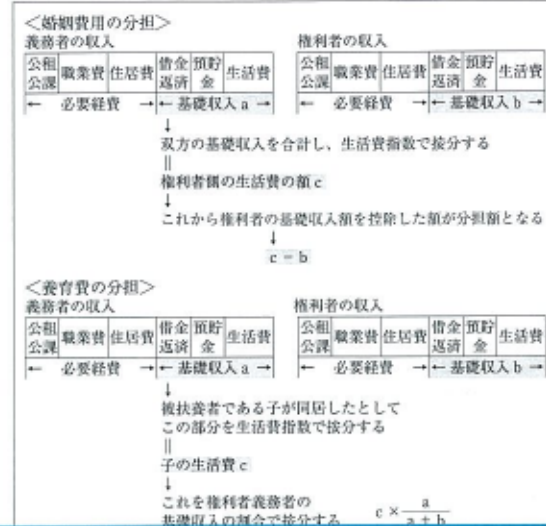 ＜婚姻費用の分担＞
義務者の収入　権利者の収入
公租公課 職業費 住居費 借金返済 預貯金 生活費　公租公課 職業費 住居費 借金返済 預貯金 生活費
← 必要経費 →← 基礎収入 a →　← 必要経費 →← 基礎収入 b →
↓
双方の基礎収入を合計し、生活費指数で按分する
||
権利者側の生活費の額 c
↓
これから権利者の基礎収入額を控除した額が分担額となる
↓
c − b
＜養育費の分担＞
義務者の収入　権利者の収入
公租公課 職業費 住居費 借金返済 預貯金 生活費　公租公課 職業費 住居費 借金返済 預貯金 生活費
← 必要経費 →← 基礎収入 a →　← 必要経費 →← 基礎収入 b →
↓
被扶養者である子が同居したとして
この部分を生活費指数で按分する
||
子の生活費 c
↓
これを権利者義務者の
基礎収入の割合で按分する　c × a / a + b